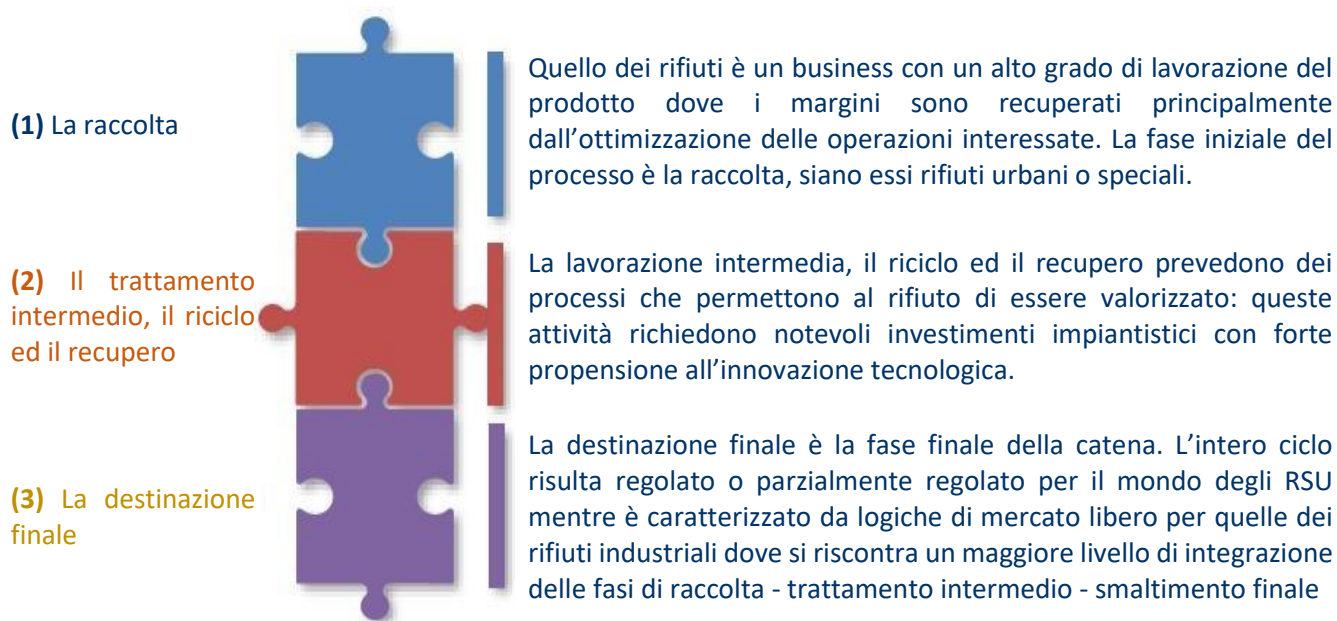 (1) La raccolta
Quello dei rifiuti è un business con un alto grado di lavorazione del
prodotto dove i margini sono recuperati principalmente
dall’ottimizzazione delle operazioni interessate. La fase iniziale del
processo è la raccolta, siano essi rifiuti urbani o speciali.
(2) Il trattamento
intermedio, il riciclo
ed il recupero
La lavorazione intermedia, il riciclo ed il recupero prevedono dei
processi che permettono al rifiuto di essere valorizzato: queste
attività richiedono notevoli investimenti impiantistici con forte
propensione all’innovazione tecnologica.
(3) La destinazione
finale
La destinazione finale è la fase finale della catena. L’intero ciclo
risulta regolato o parzialmente regolato per il mondo degli RSU
mentre è caratterizzato da logiche di mercato libero per quelle dei
rifiuti industriali dove si riscontra un maggiore livello di integrazione
delle fasi di raccolta - trattamento intermedio - smaltimento finale